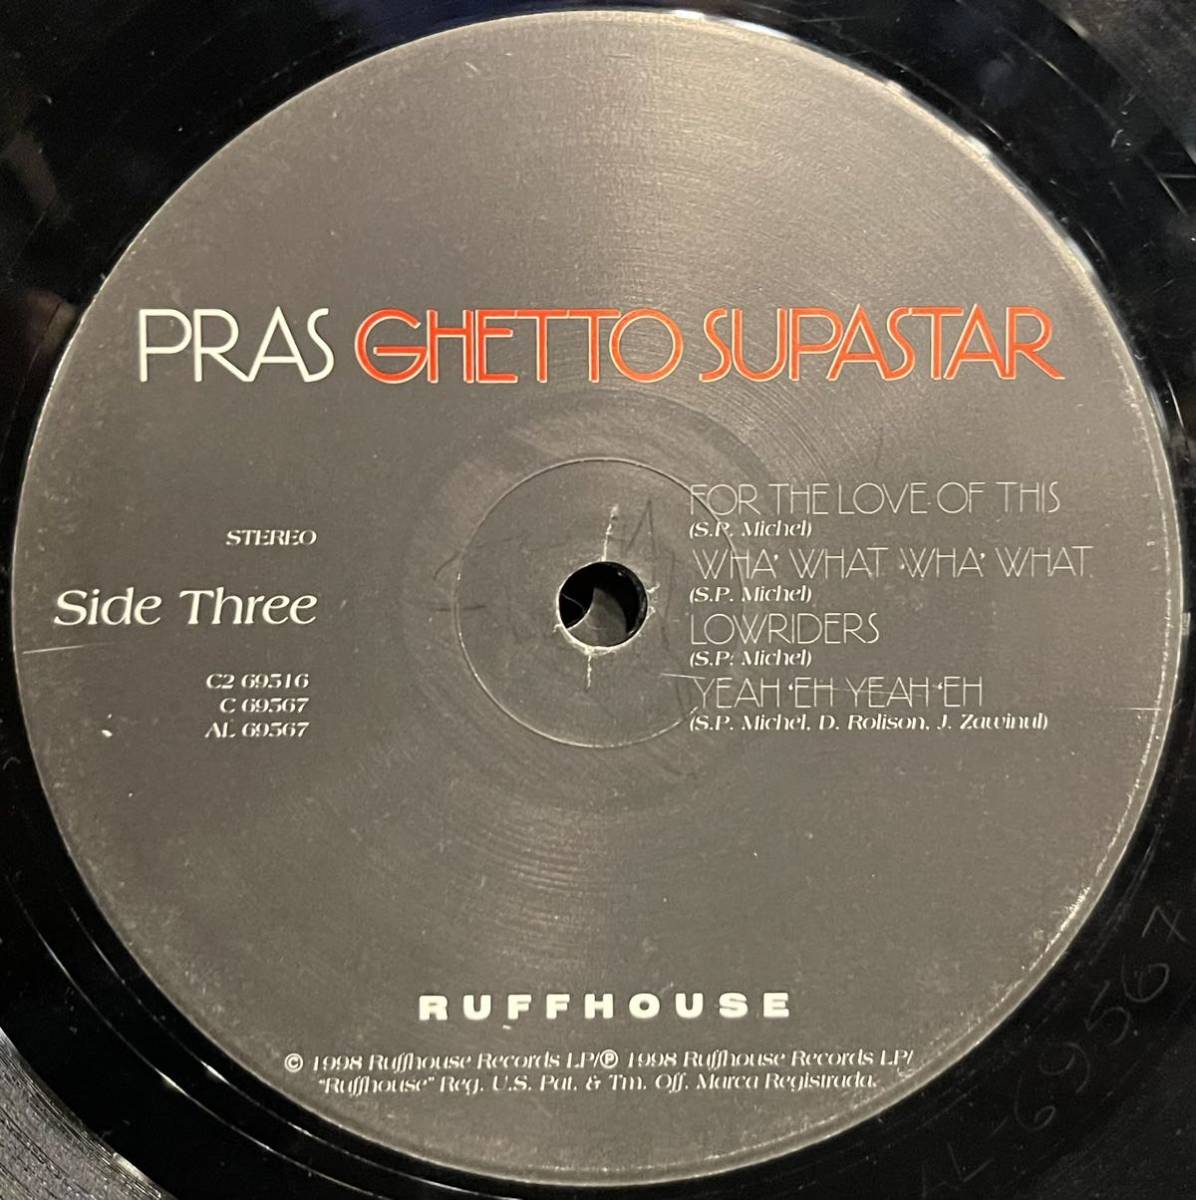 PRAS GHETTO SUPASTAR
STEREO
Side Three
C2 69516
C 69567
AL 69567
FOR THE LOVE OF THIS
(S.P. Michel)
WHA' WHAT 'WHA' WHAT
(S.P. Michel)
LOWRIDERS
(S.P. Michel)
YEAH 'EH YEAH 'EH
(S.P. Michel, D. Rolison, J. Zawinul)
RUFFHOUSE
© 1998 Ruffhouse Records LP/℗ 1998 Ruffhouse Records LP/
"Ruffhouse" Reg. U.S. Pat. & Tm. Off. Marca Registrada.
AL-69567